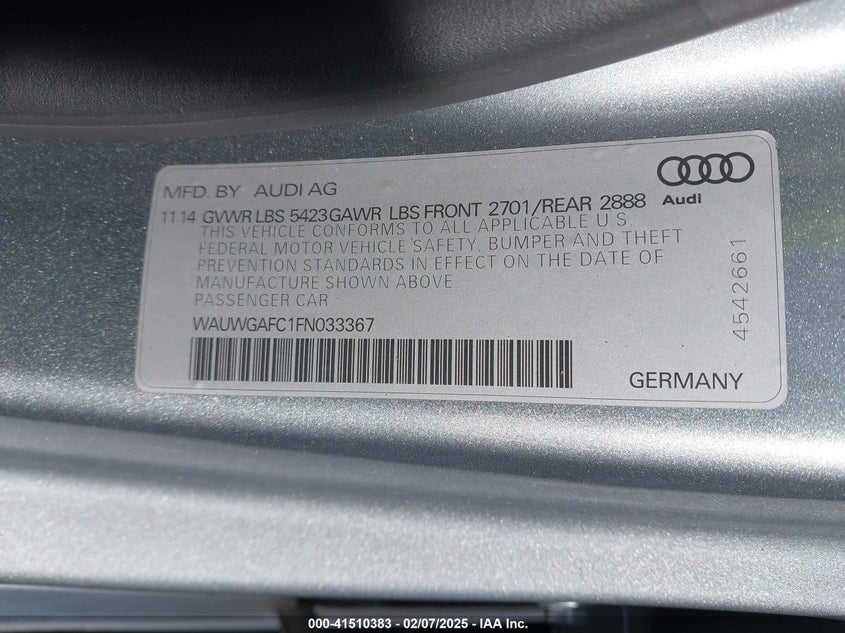 MFD. BY AUDI AG
Audi
11 14 GVWR LBS 5423 GAWR LBS FRONT 2701/REAR 2888
THIS VEHICLE CONFORMS TO ALL APPLICABLE U.S.
FEDERAL MOTOR VEHICLE SAFETY, BUMPER AND THEFT
PREVENTION STANDARDS IN EFFECT ON THE DATE OF
MANUFACTURE SHOWN ABOVE
PASSENGER CAR
WAUWGAFC1FN033367
GERMANY
4542661
000-41510383 - 02/07/2025 - IAA Inc.